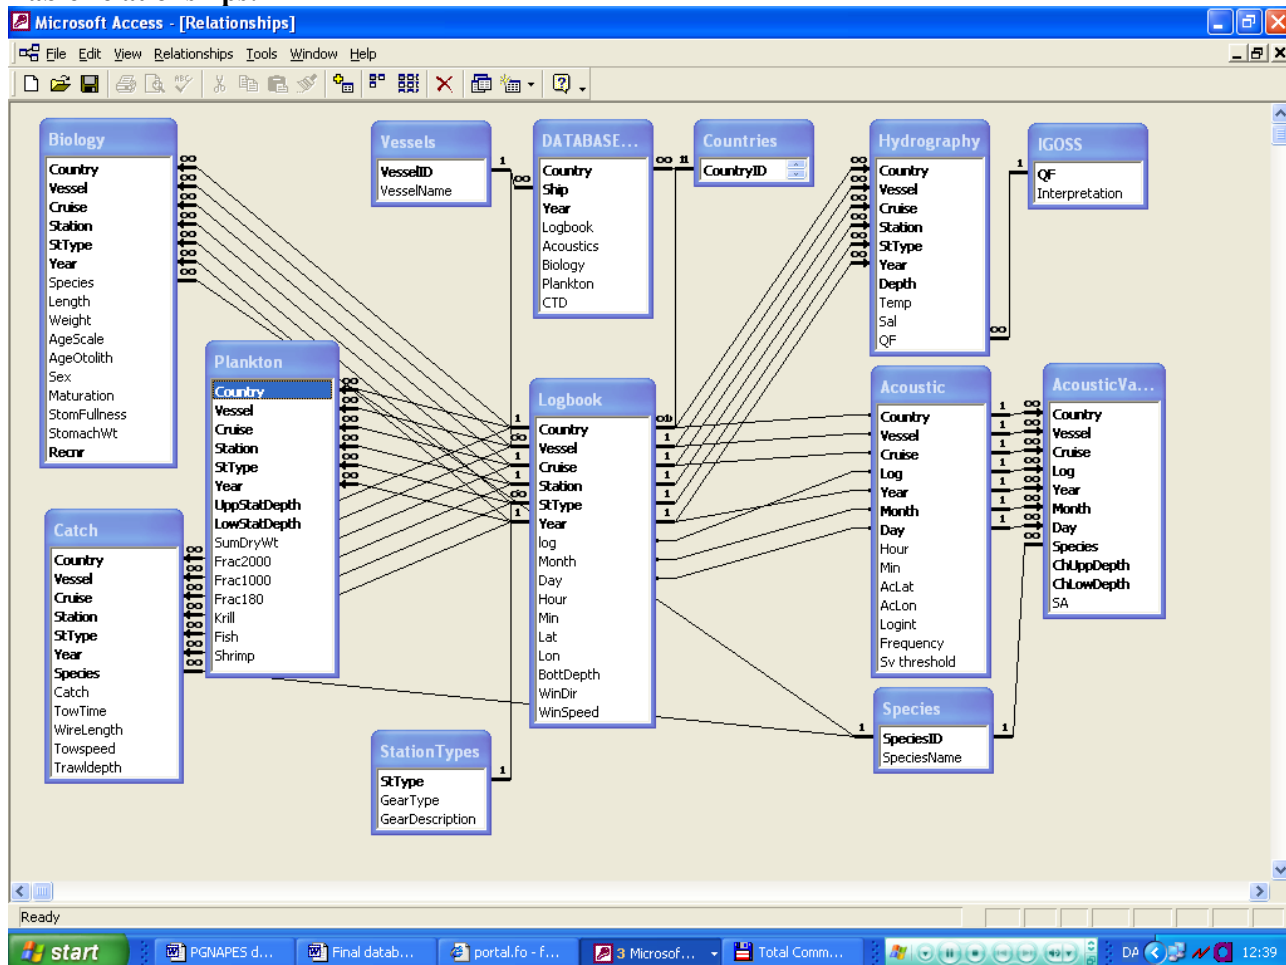 Microsoft Access - [Relationships]
File Edit View Relationships Tools Window Help
Biology
Country
Vessel
Cruise
Station
StType
Year
Species
Length
Weight
AgeScale
AgeOtolith
Sex
Maturation
StomFullness
StomachWt
Recnr
Vessels
VesselID
VesselName
DATABASE...
Country
Ship
Year
Logbook
Acoustics
Biology
Plankton
CTD
Countries
CountryID
Hydrography
Country
Vessel
Cruise
Station
StType
Year
Depth
Temp
Sal
QF
IGOSS
QF
Interpretation
Plankton
Country
Vessel
Cruise
Station
StType
Year
UppStatDepth
LowStatDepth
SumDryWt
Frac2000
Frac1000
Frac180
Krill
Fish
Shrimp
Logbook
Country
Vessel
Cruise
Station
StType
Year
log
Month
Day
Hour
Min
Lat
Lon
BottDepth
WinDir
WinSpeed
Acoustic
Country
Vessel
Cruise
Log
Year
Month
Day
Hour
Min
AcLat
AcLon
Logint
Frequency
Sv threshold
AcousticVa...
Country
Vessel
Cruise
Log
Year
Month
Day
Species
ChUppDepth
ChLowDepth
SA
Catch
Country
Vessel
Cruise
Station
StType
Year
Species
Catch
TowTime
WireLength
Towspeed
Trawldepth
StationTypes
StType
GearType
GearDescription
Species
SpeciesID
SpeciesName
Ready
start PGNAPES d... Final datab... portal.fo - f... 3 Microsof... Total Comm... DA 12:39